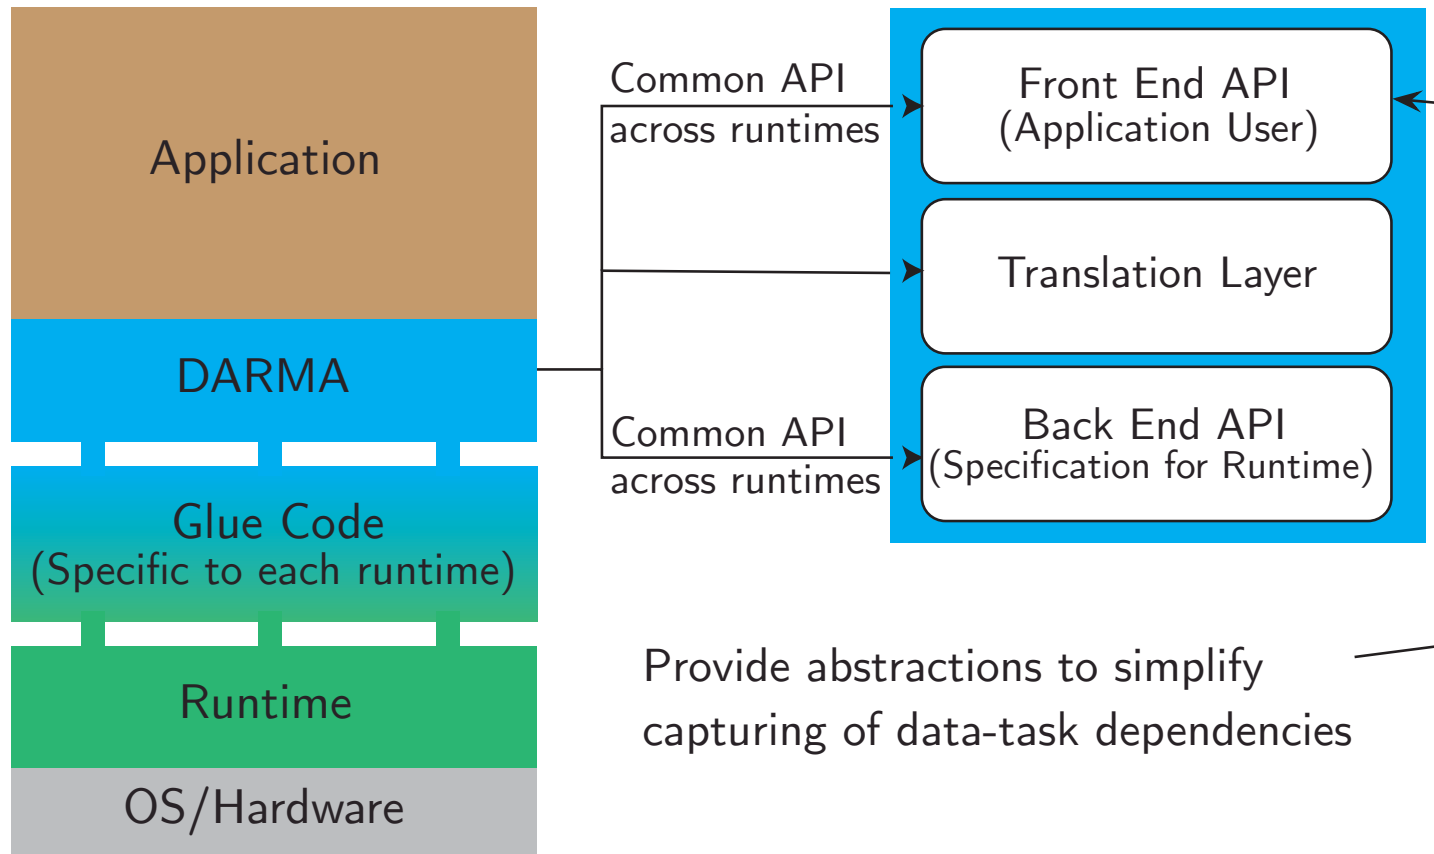 Application
DARMA
Glue Code
(Specific to each runtime)
Runtime
OS/Hardware
Common API
across runtimes
Common API
across runtimes
Front End API
(Application User)
Translation Layer
Back End API
(Specification for Runtime)
Provide abstractions to simplify
capturing of data-task dependencies